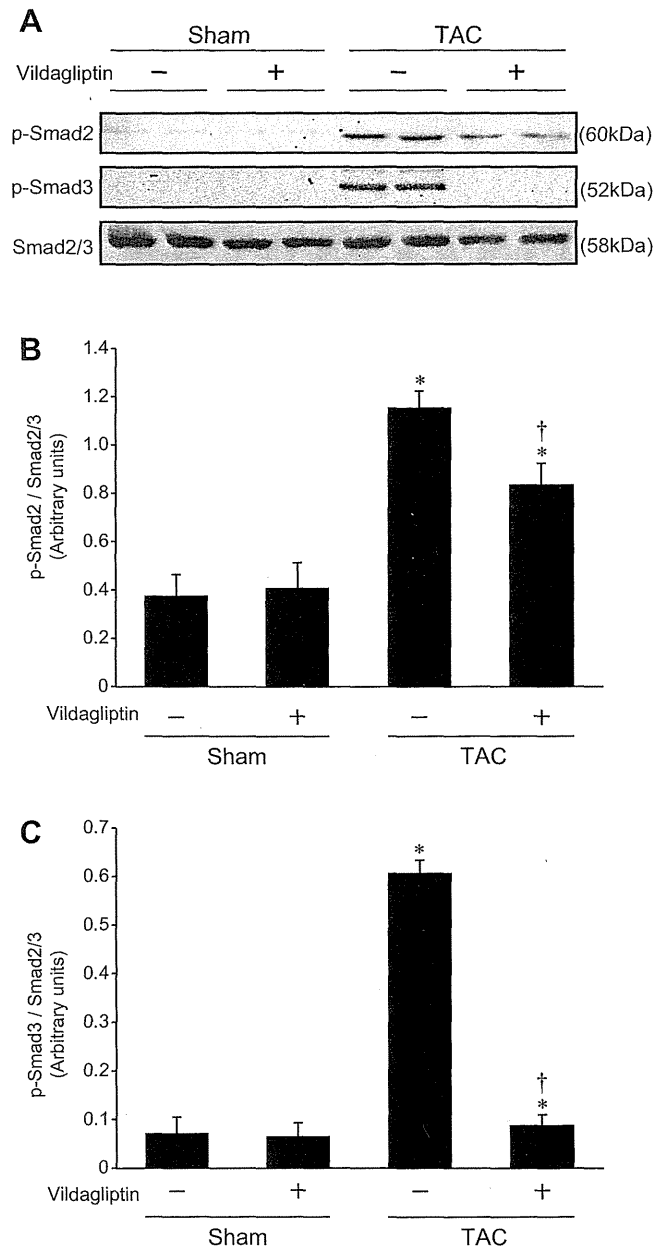 A
Sham TAC
Vildagliptin − + − +
p-Smad2 (60kDa)
p-Smad3 (52kDa)
Smad2/3 (58kDa)
B
p-Smad2 / Smad2/3
(Arbitrary units)
1.4
1.2
1.0
0.8
0.6
0.4
0.2
0
*
†
*
Vildagliptin − + − +
Sham TAC
C
p-Smad3 / Smad2/3
(Arbitrary units)
0.7
0.6
0.5
0.4
0.3
0.2
0.1
0
*
†
*
Vildagliptin − + − +
Sham TAC